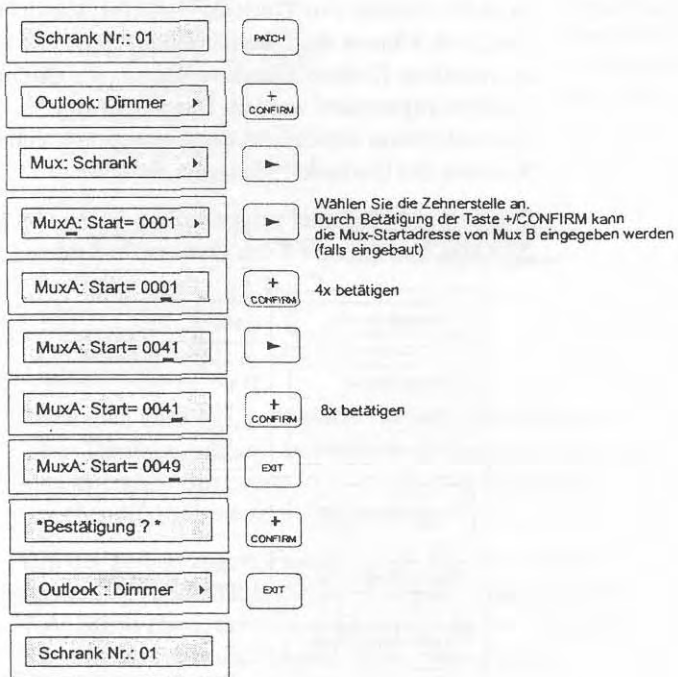 Schrank Nr.: 01 PATCH
Outlook: Dimmer + CONFIRM
Mux: Schrank
MuxA: Start= 0001
Wählen Sie die Zehnerstelle an.
Durch Betätigung der Taste +/CONFIRM kann
die Mux-Startadresse von Mux B eingegeben werden
(falls eingebaut)
MuxA: Start= 0001 + CONFIRM 4x betätigen
MuxA: Start= 0041
MuxA: Start= 0041 + CONFIRM 8x betätigen
MuxA: Start= 0049 EXIT
*Bestätigung ? * + CONFIRM
Outlook : Dimmer EXIT
Schrank Nr.: 01